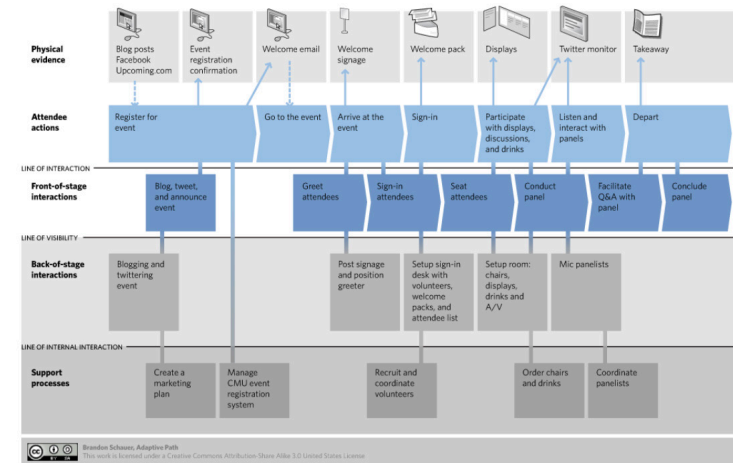 Physical
evidence
Blog posts
Facebook
Upcoming.com
Event
registration
confirmation
Welcome email
Welcome
signage
Welcome pack
Displays
Twitter monitor
Takeaway
Attendee
actions
Register for
event
Go to the event
Arrive at the
event
Sign-in
Participate
with displays,
discussions,
and drinks
Listen and
interact with
panels
Depart
LINE OF INTERACTION
Front-of-stage
interactions
Blog, tweet,
and announce
event
Greet
attendees
Sign-in
attendees
Seat
attendees
Conduct
panel
Facilitate
Q&A with
panel
Conclude
panel
LINE OF VISIBILITY
Back-of-stage
interactions
Blogging and
twittering
event
Post signage
and position
greeter
Setup sign-in
desk with
volunteers,
welcome
packs, and
attendee list
Setup room:
chairs,
displays,
drinks and
A/V
Mic panelists
LINE OF INTERNAL INTERACTION
Support
processes
Create a
marketing
plan
Manage
CMU event
registration
system
Recruit and
coordinate
volunteers
Order chairs
and drinks
Coordinate
panelists
cc
BY SA
Brandon Schauer, Adaptive Path
This work is licensed under a Creative Commons Attribution-Share Alike 3.0 United States License